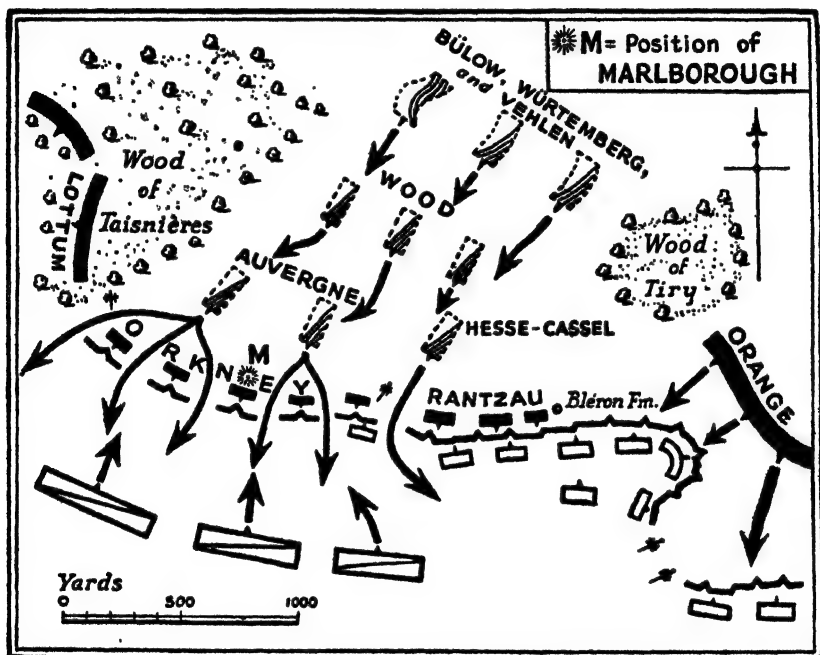 M = Position of
MARLBOROUGH
BÜLOW, WÜRTEMBERG,
and VEHLEN
Wood
of
Taisnières
LOTTUM
WOOD
Wood
of
Tiry
AUVERGNE
HESSE-CASSEL
ORKNEY
M
RANTZAU
Bléron Fm.
ORANGE
Yards
0 500 1000